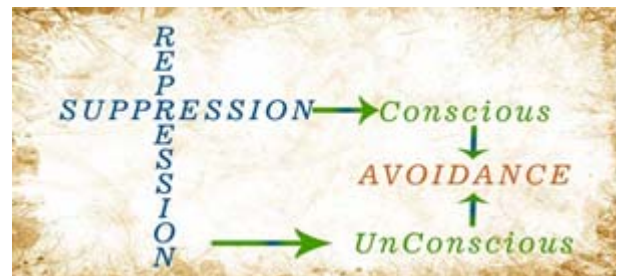 REPRESSION
SUPPRESSION
Conscious
AVOIDANCE
UnConscious